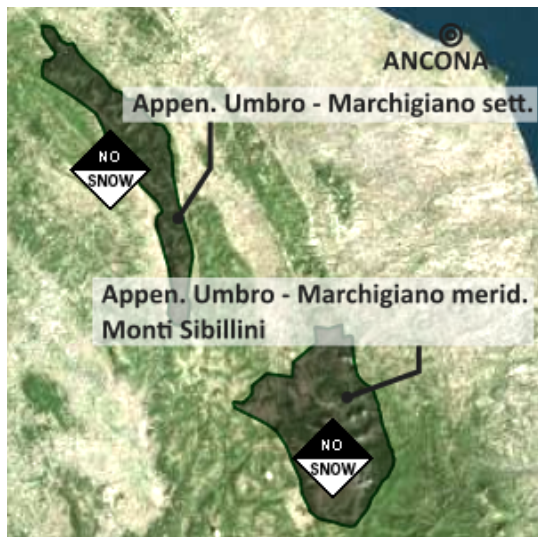 ANCONA
Appen. Umbro - Marchigiano sett.
NO
SNOW
Appen. Umbro - Marchigiano merid.
Monti Sibillini
NO
SNOW